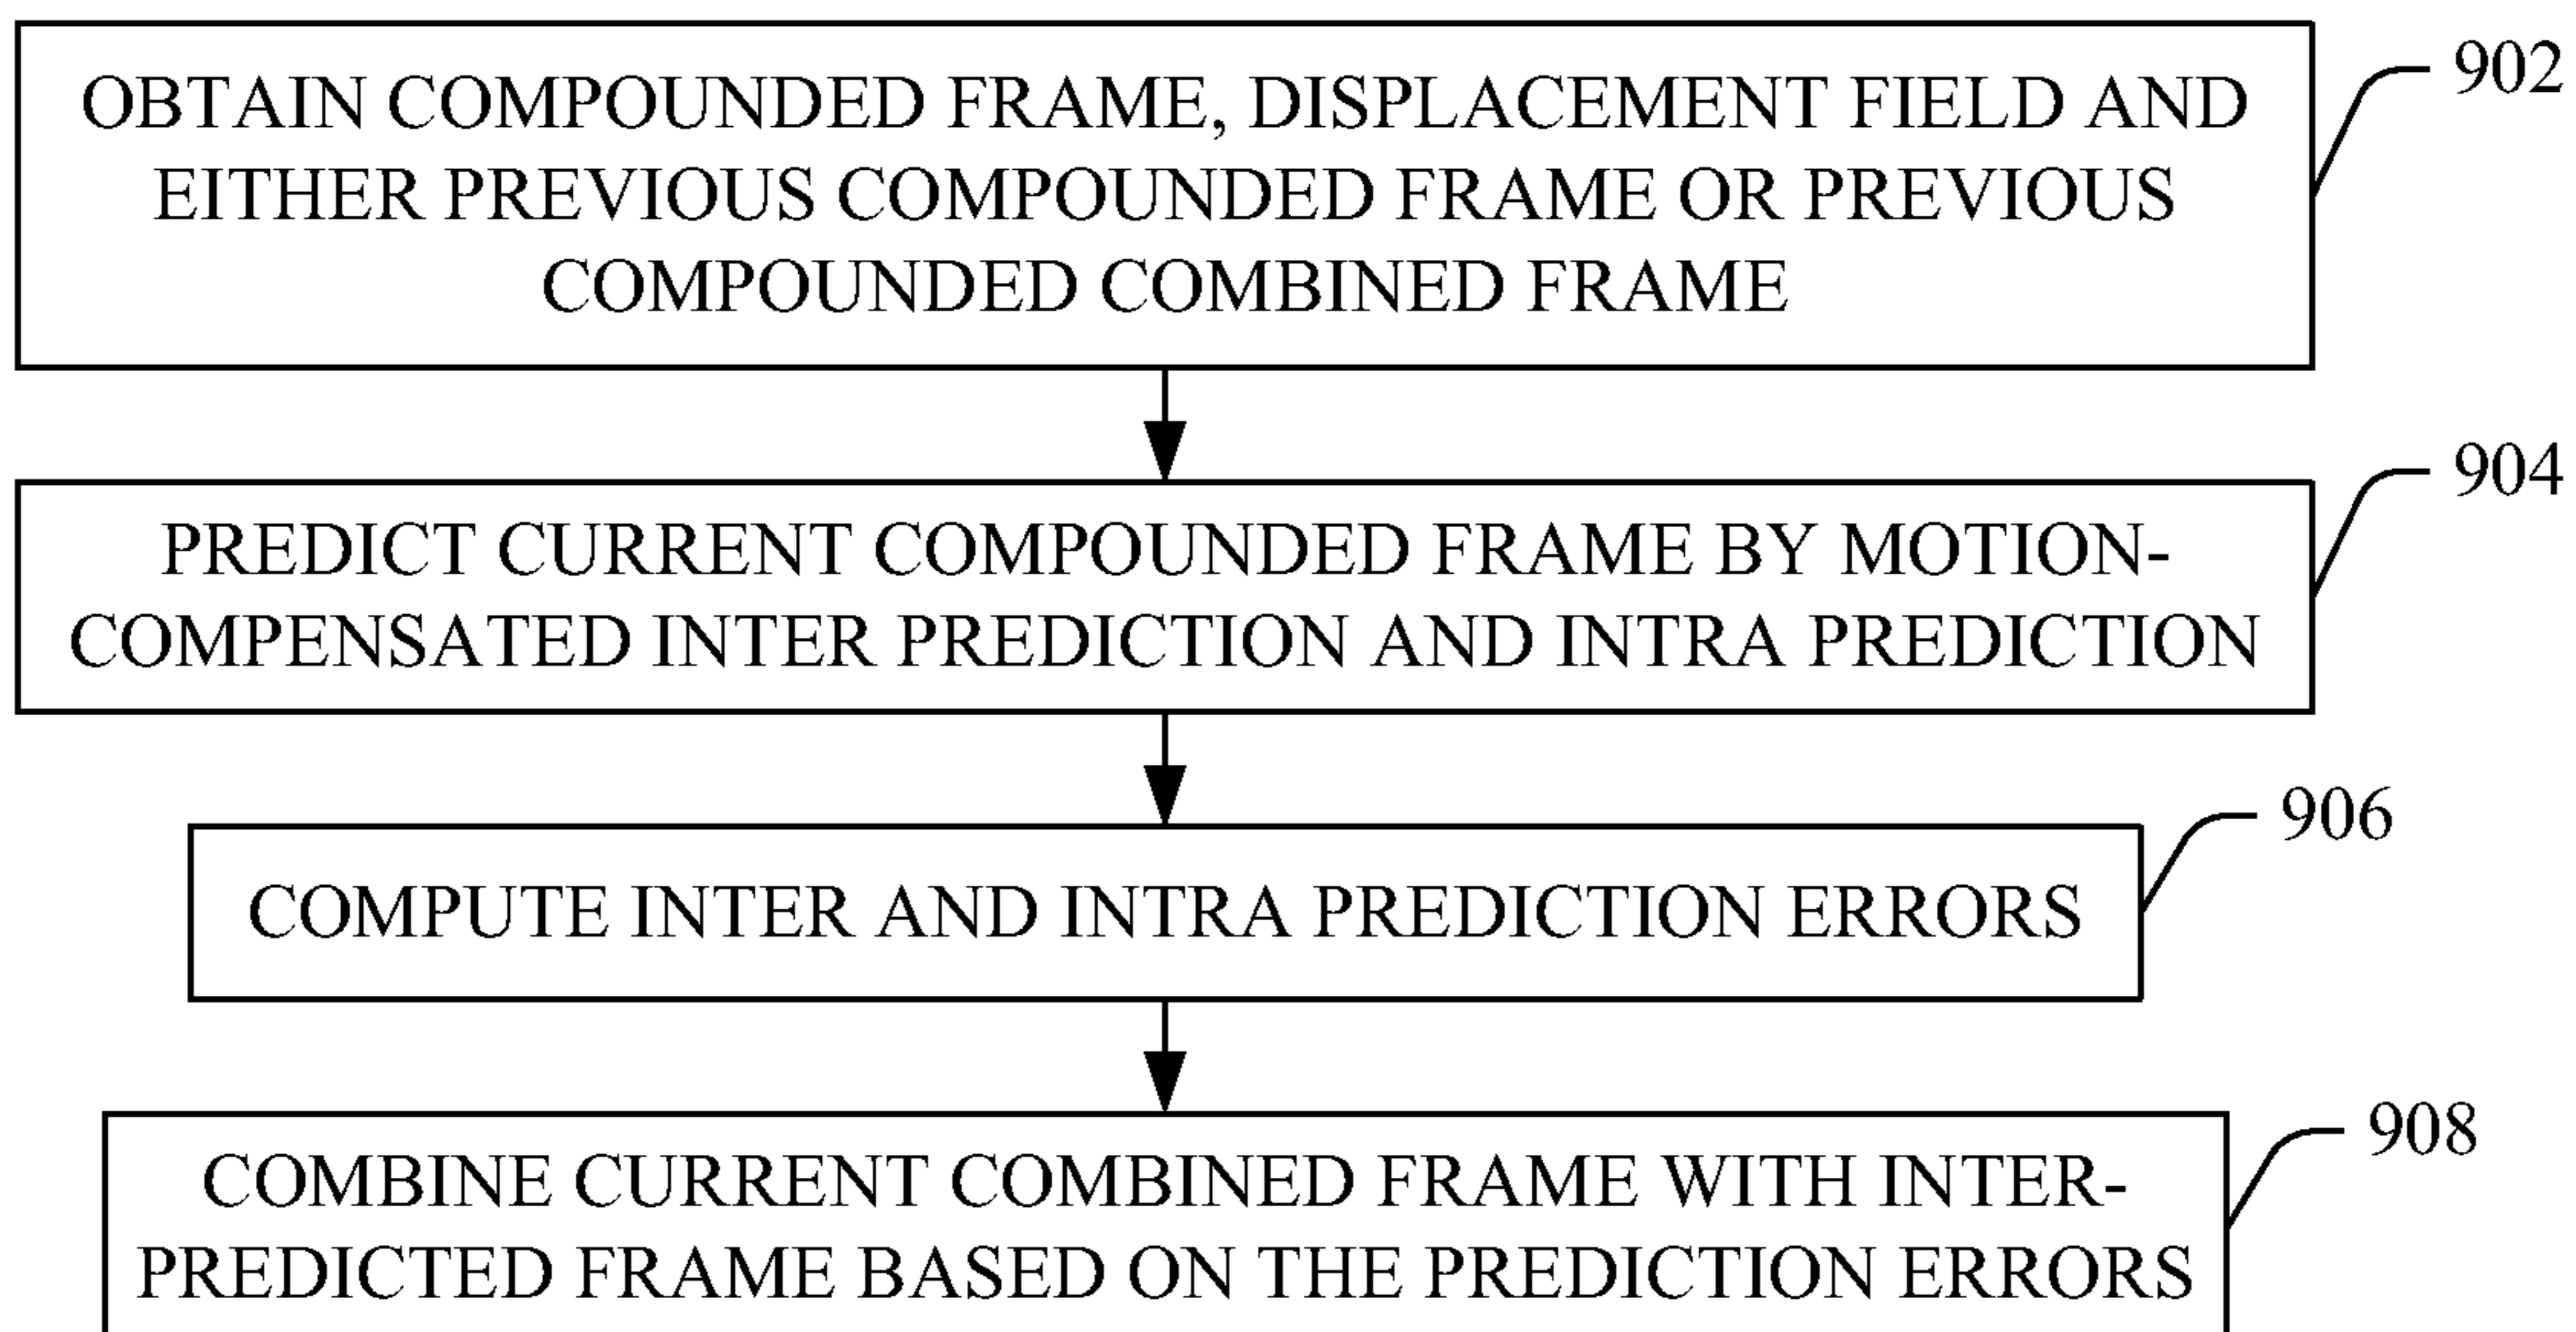 OBTAIN COMPOUNDED FRAME, DISPLACEMENT FIELD AND
EITHER PREVIOUS COMPOUNDED FRAME OR PREVIOUS
COMPOUNDED COMBINED FRAME
902
PREDICT CURRENT COMPOUNDED FRAME BY MOTION-
COMPENSATED INTER PREDICTION AND INTRA PREDICTION
904
COMPUTE INTER AND INTRA PREDICTION ERRORS
906
COMBINE CURRENT COMBINED FRAME WITH INTER-
PREDICTED FRAME BASED ON THE PREDICTION ERRORS
908